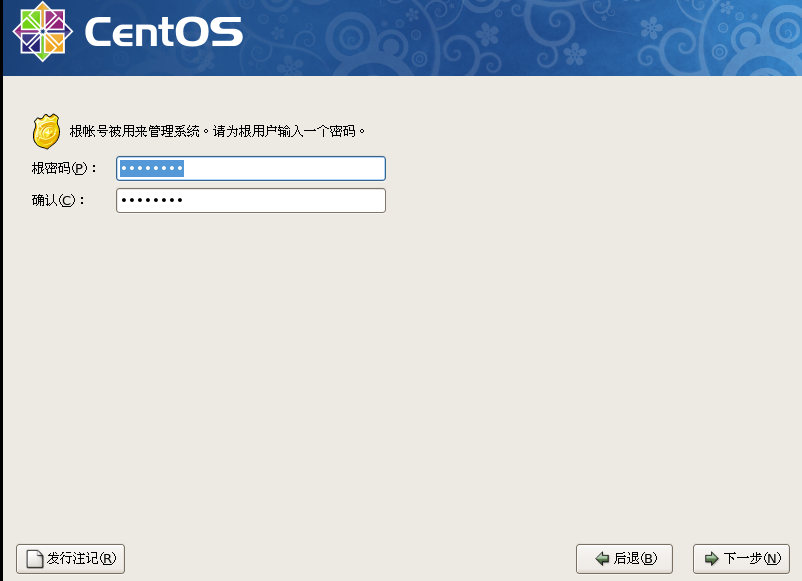 CentOS
根帐号被用来管理系统。请为根用户输入一个密码。
根密码(P)：
确认(C)：
发行注记(R)
后退(B)
下一步(N)